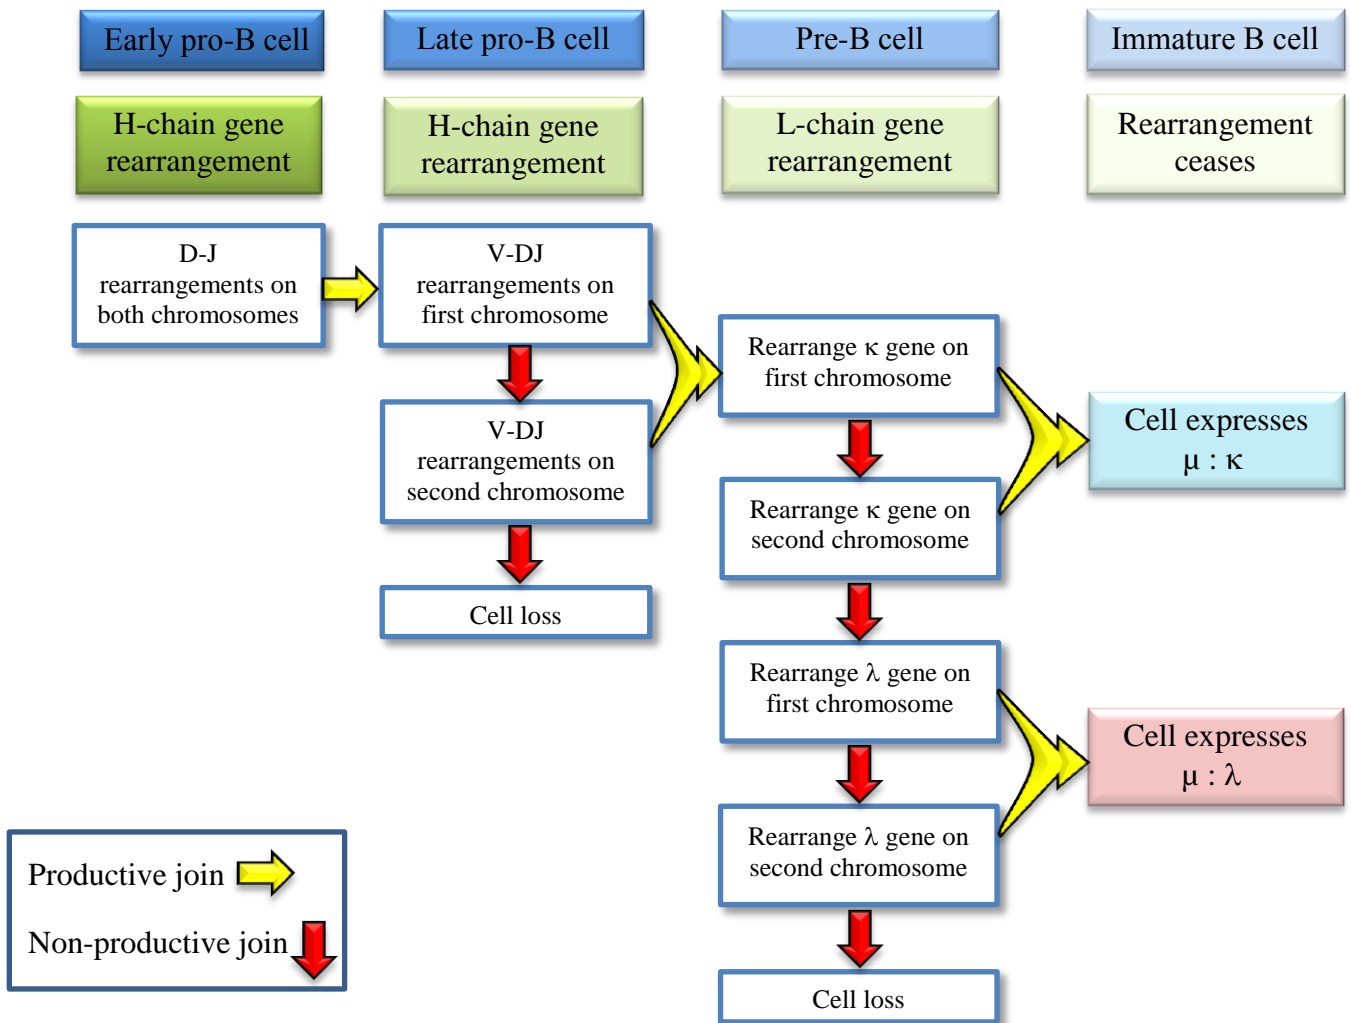 Early pro-B cell
Late pro-B cell
Pre-B cell
Immature B cell
H-chain gene
rearrangement
H-chain gene
rearrangement
L-chain gene
rearrangement
Rearrangement
ceases
D-J
rearrangements on
both chromosomes
V-DJ
rearrangements on
first chromosome
V-DJ
rearrangements on
second chromosome
Cell loss
Rearrange κ gene on
first chromosome
Rearrange κ gene on
second chromosome
Rearrange λ gene on
first chromosome
Rearrange λ gene on
second chromosome
Cell loss
Cell expresses
μ : κ
Cell expresses
μ : λ
Productive join
Non-productive join